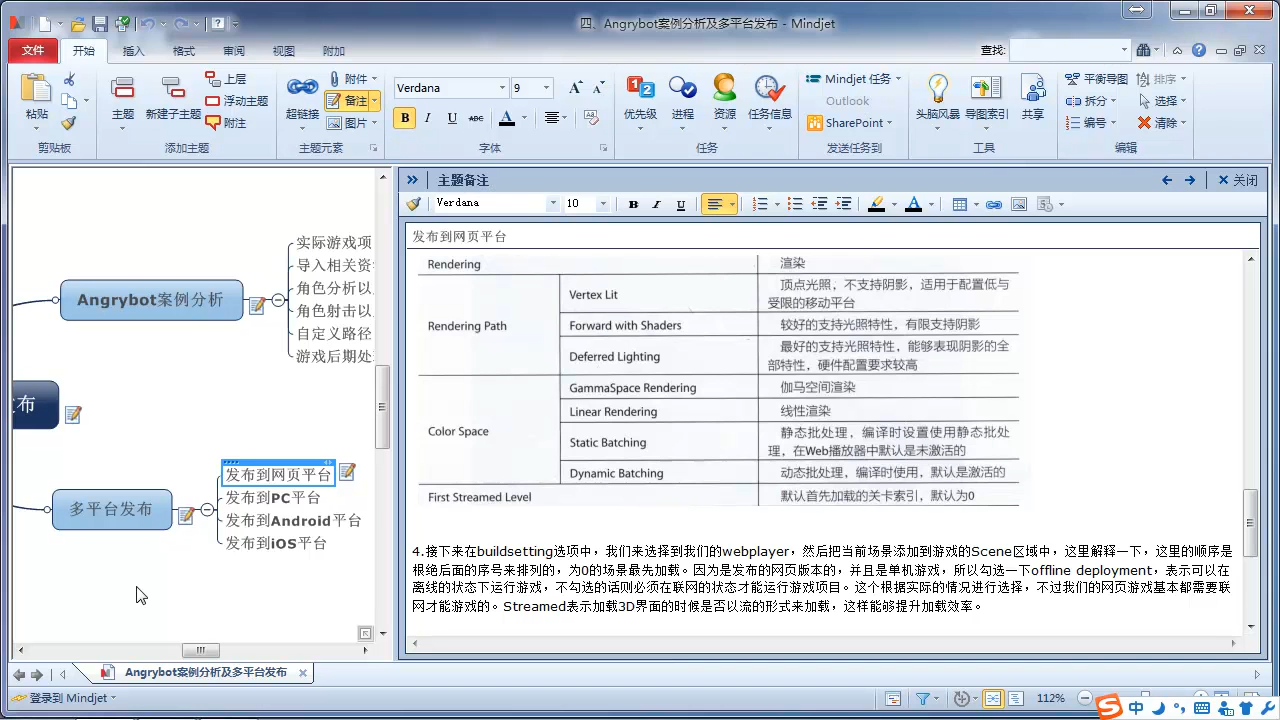 四、Angrybot案例分析及多平台发布 - Mindjet
文件 开始 插入 格式 审阅 视图 附加 查找:
粘贴 主题 新建子主题 上层 浮动主题 附注
超链接 附件 备注 图片
Verdana 9
B I U ABC A
优先级 进程 资源 任务信息
Mindjet 任务 Outlook SharePoint
头脑风暴 导图索引 共享
平衡导图 拆分 编号 排序 选择 清除
剪贴板 添加主题 主题元素 字体 任务 发送任务到 工具 编辑
Angrybot案例分析
实际游戏项
导入相关资
角色分析以
角色射击以
自定义路径
游戏后期处
发布
多平台发布
发布到网页平台
发布到PC平台
发布到Android平台
发布到iOS平台
主题备注 关闭
Verdana 10 B I U A
发布到网页平台
Rendering 渲染
Rendering Path
Vertex Lit 顶点光照，不支持阴影，适用于配置低与
受限的移动平台
Forward with Shaders 较好的支持光照特性，有限支持阴影
Deferred Lighting 最好的支持光照特性，能够表现阴影的全
部特性，硬件配置要求较高
Color Space
GammaSpace Rendering 伽马空间渲染
Linear Rendering 线性渲染
Static Batching 静态批处理，编译时设置使用静态批处
理，在Web播放器中默认是未激活的
Dynamic Batching 动态批处理，编译时使用，默认是激活的
First Streamed Level 默认首先加载的关卡索引，默认为0
4.接下来在buildsetting选项中，我们来选择到我们的webplayer，然后把当前场景添加到游戏的Scene区域中，这里解释一下，这里的顺序是
根绝后面的序号来排列的，为0的场景最先加载。因为是发布的网页版本的，并且是单机游戏，所以勾选一下offline deployment，表示可以在
离线的状态下运行游戏，不勾选的话则必须在联网的状态才能运行游戏项目。这个根据实际的情况进行选择，不过我们的网页游戏基本都需要联
网才能游戏的。Streamed表示加载3D界面的时候是否以流的形式来加载，这样能够提升加载效率。
Angrybot案例分析及多平台发布
登录到 Mindjet 112%
S 中